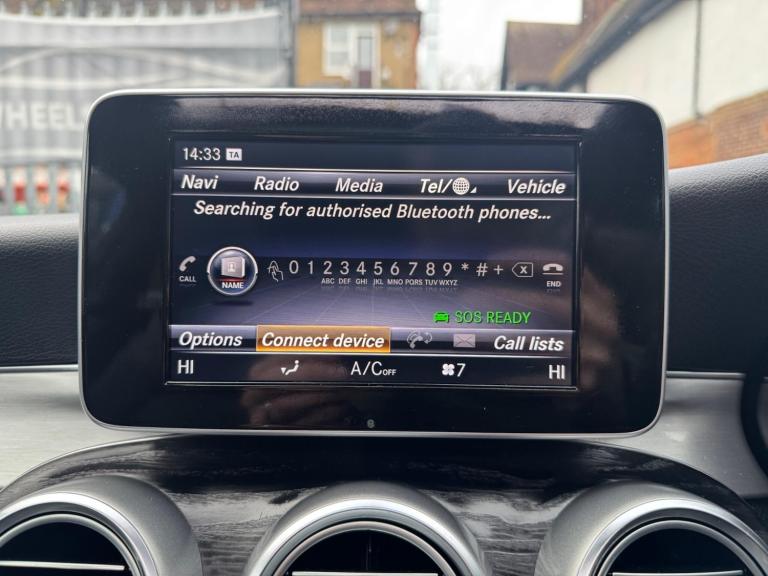 WHEEL
14:33 TA
Navi Radio Media Tel/ Vehicle
Searching for authorised Bluetooth phones...
CALL NAME 0 1 2 3 4 5 6 7 8 9 * # + x END
ABC DEF GHI JKL MNO PQRS TUV WXYZ
SOS READY
Options Connect device Call lists
HI A/C OFF 7 HI